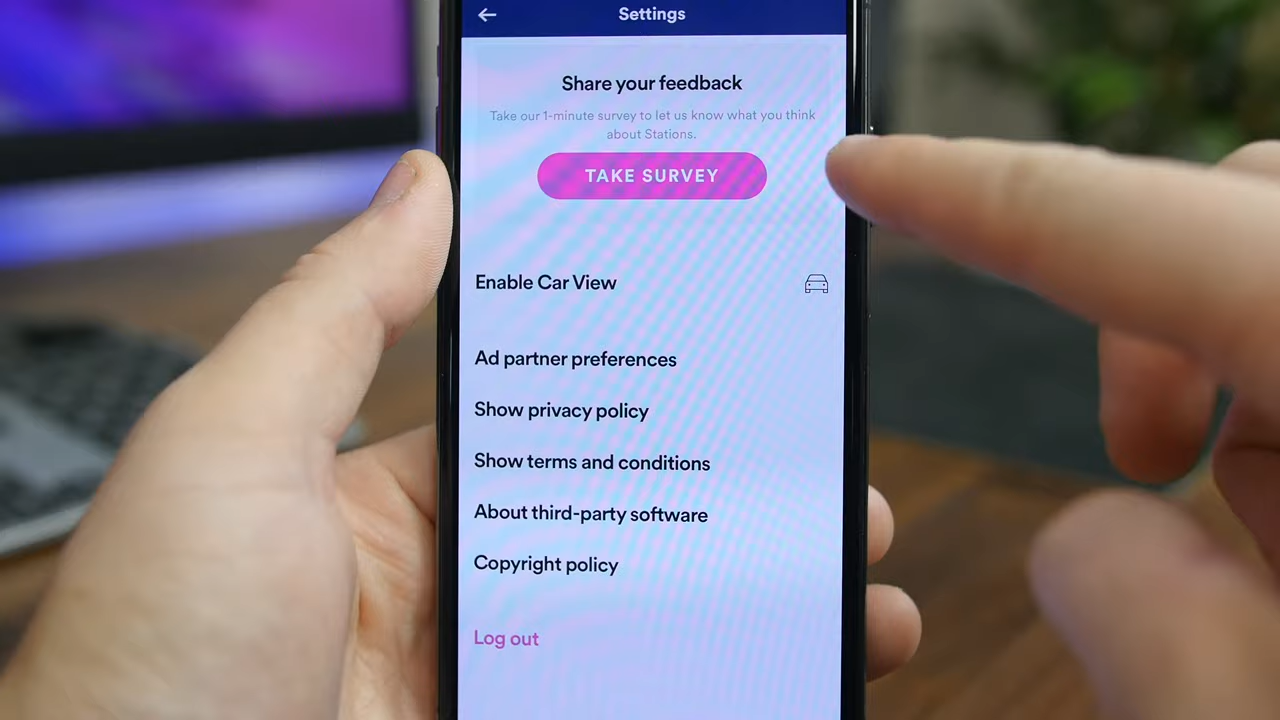 Settings
Share your feedback
Take our 1-minute survey to let us know what you think
about Stations.
TAKE SURVEY
Enable Car View
Ad partner preferences
Show privacy policy
Show terms and conditions
About third-party software
Copyright policy
Log out